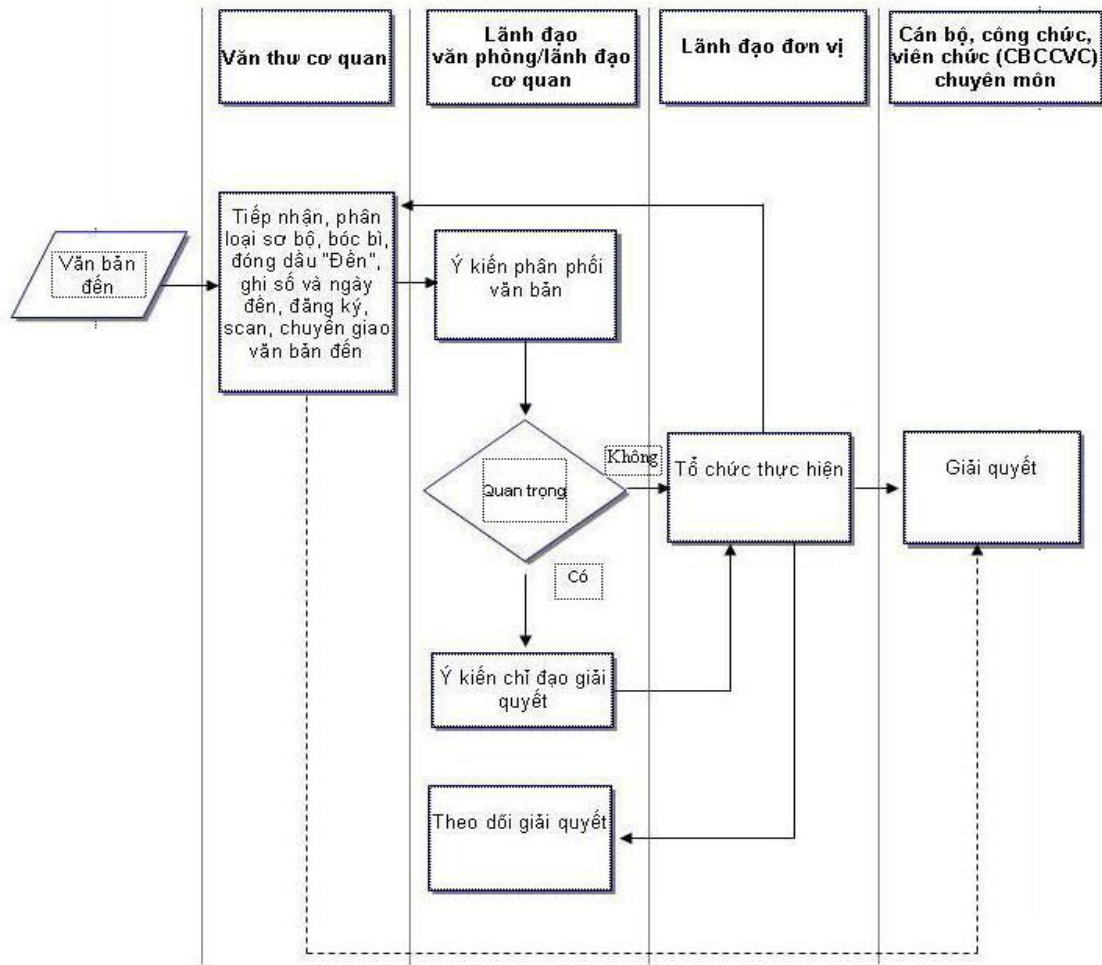 Văn thư cơ quan
Lãnh đạo
văn phòng/lãnh đạo
cơ quan
Lãnh đạo đơn vị
Cán bộ, công chức,
viên chức (CBCCVC)
chuyên môn
Văn bản
đến
Tiếp nhận, phân
loại sơ bộ, bóc bì,
đóng dấu "Đến",
ghi số và ngày
đến, đăng ký,
scan, chuyển giao
văn bản đến
Ý kiến phân phối
văn bản
Quan trọng
Không
Tổ chức thực hiện
Giải quyết
Có
Ý kiến chỉ đạo giải
quyết
Theo dõi giải quyết